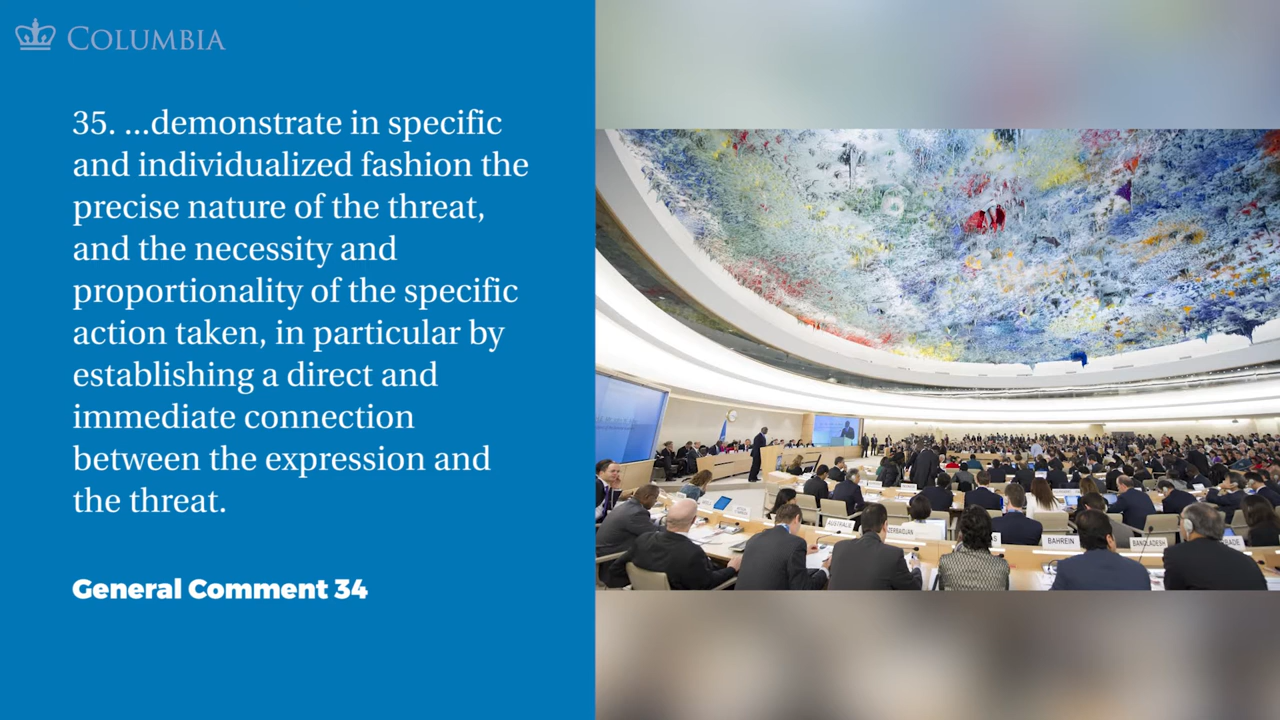 COLUMBIA
35. ...demonstrate in specific
and individualized fashion the
precise nature of the threat,
and the necessity and
proportionality of the specific
action taken, in particular by
establishing a direct and
immediate connection
between the expression and
the threat.
General Comment 34
AUSTRALIA
AZERBAIJAN
BAHREIN
BANGLADESH